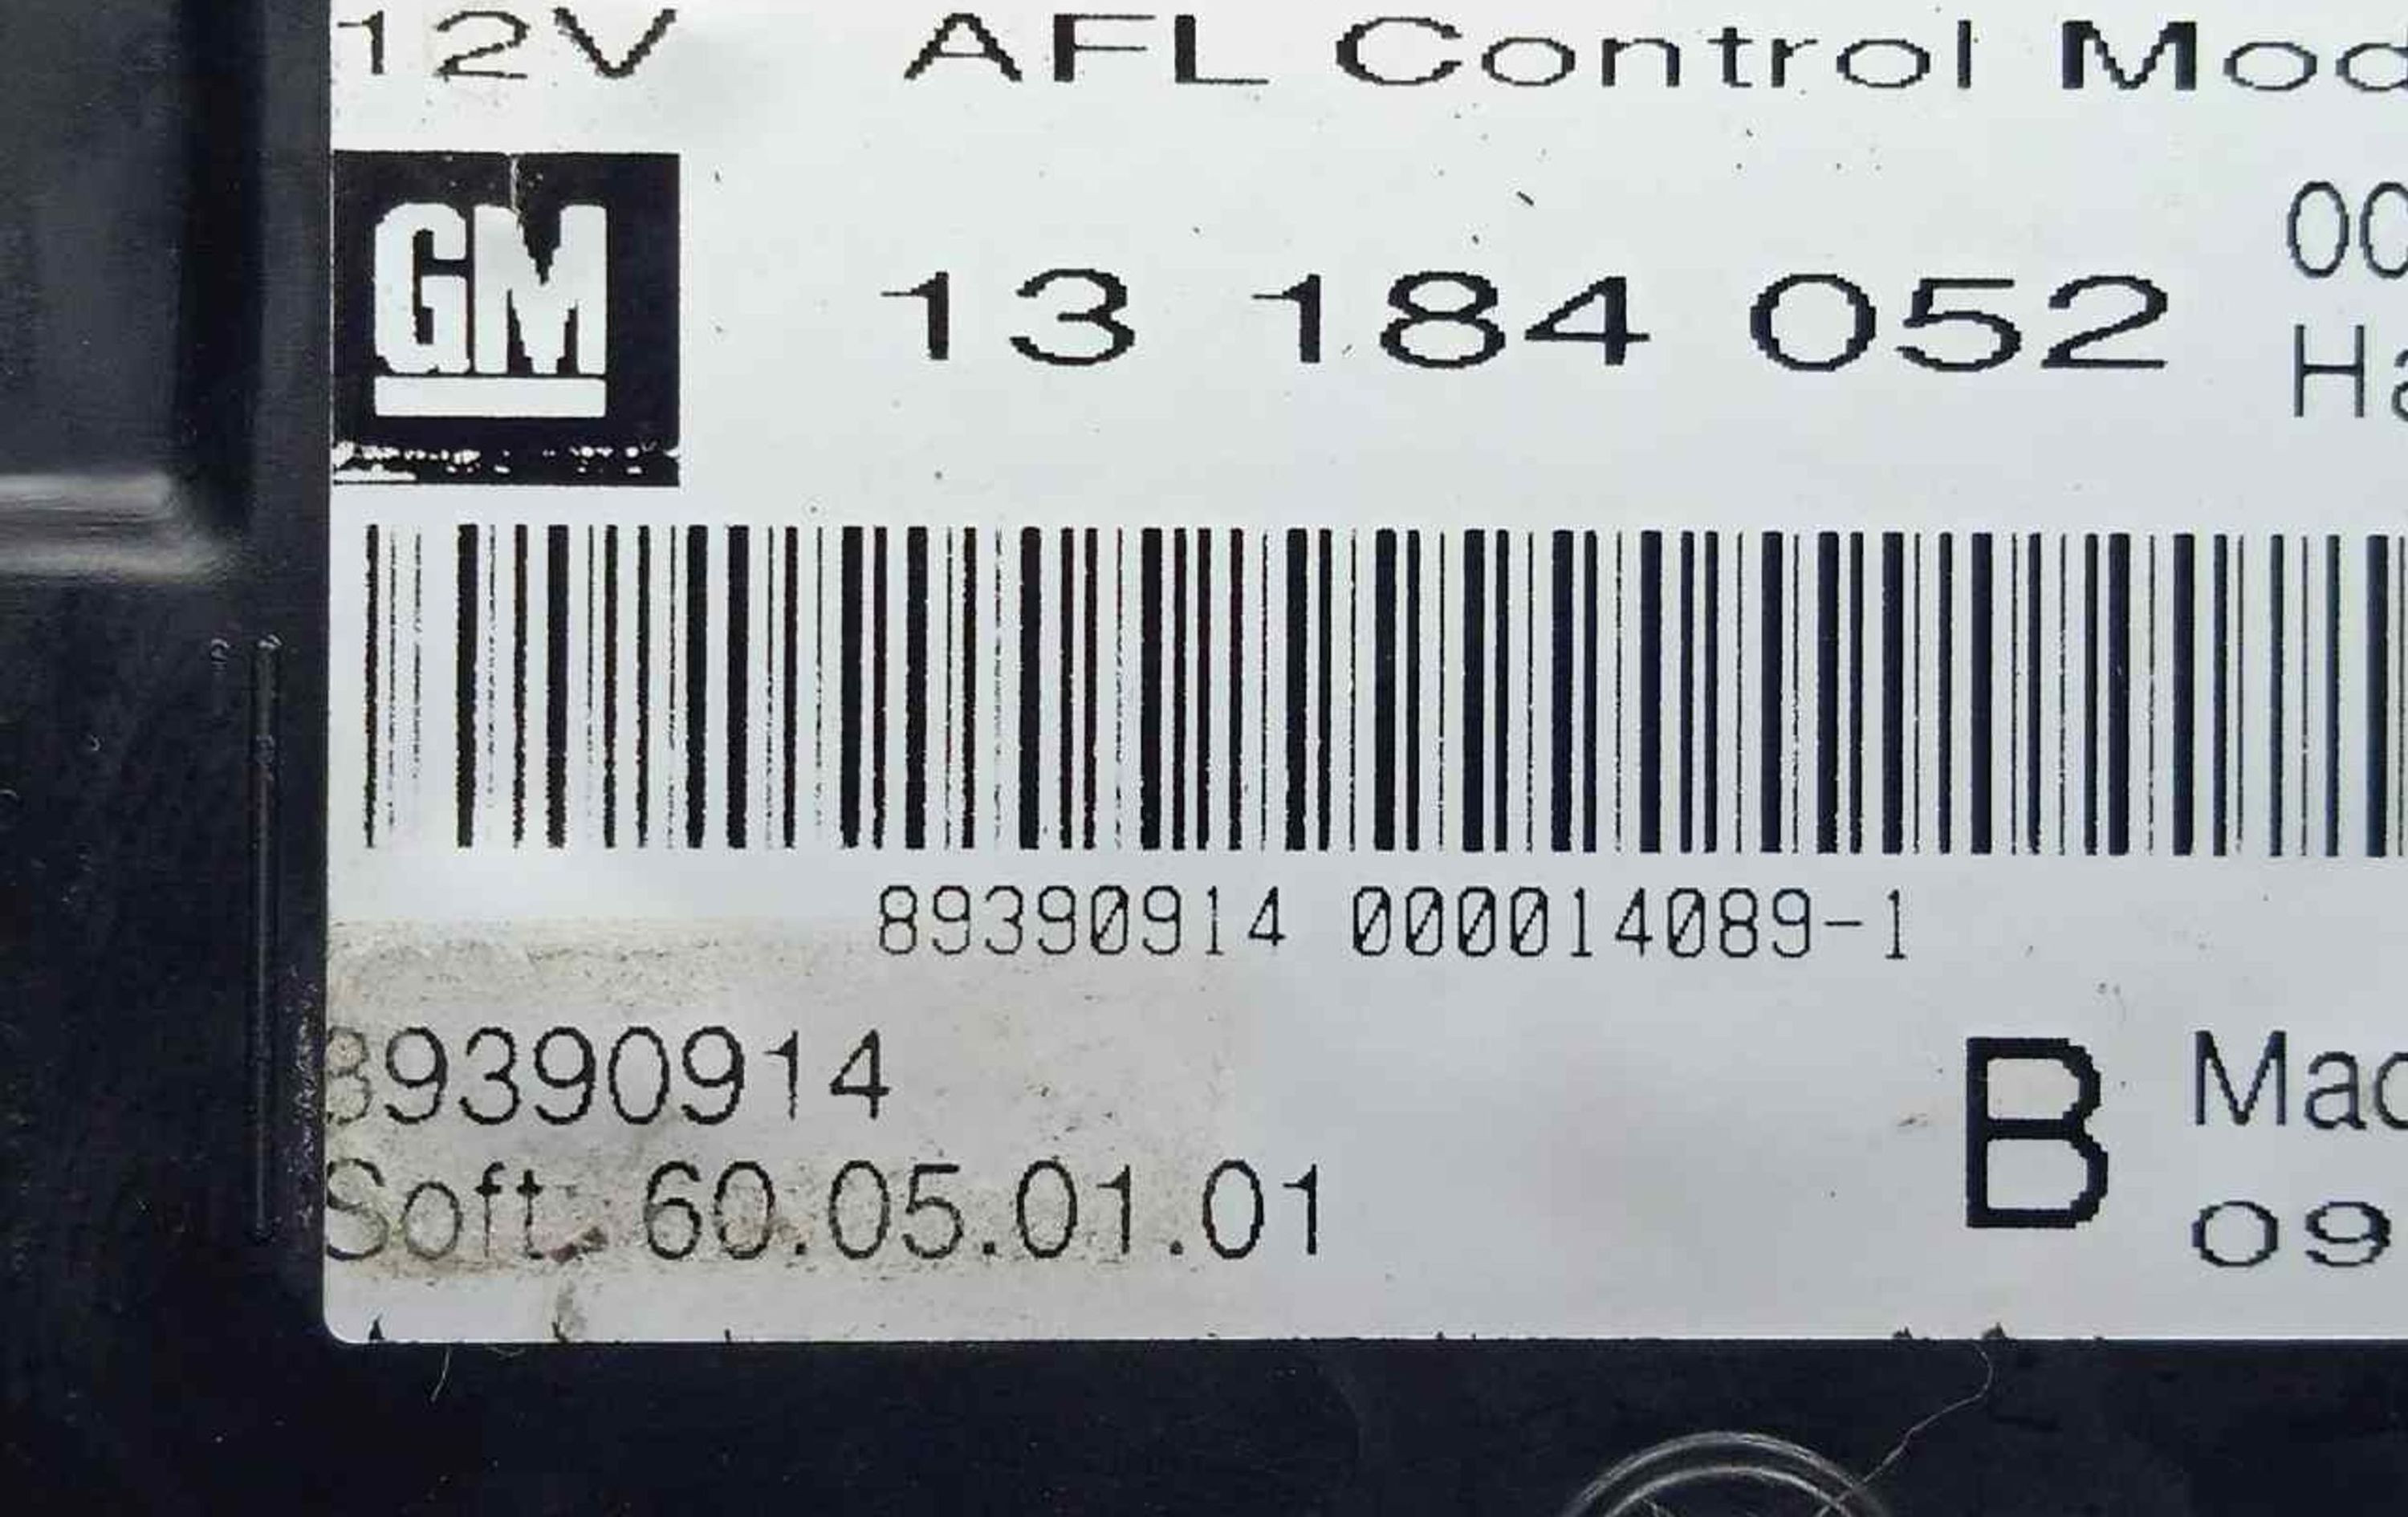 12V AFL Control Mod
GM
13 184 052
00
Ha
89390914 000014089-1
89390914
B
Mad
Soft. 60.05.01.01
09